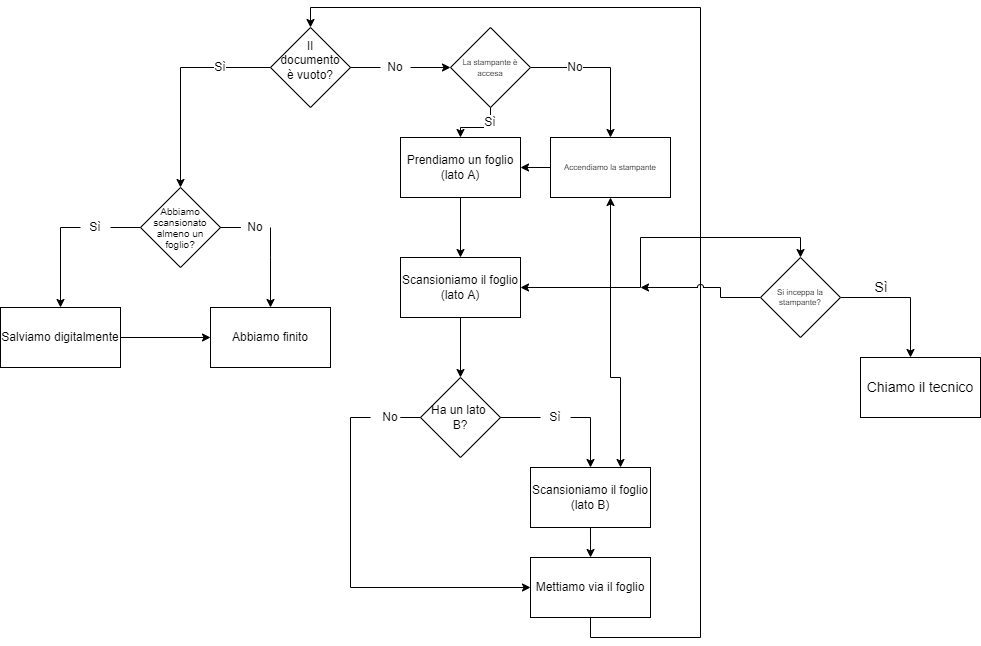 Il
documento
è vuoto?
Sì
No
La stampante è
accesa
No
Sì
Prendiamo un foglio
(lato A)
Accendiamo la stampante
Abbiamo
scansionato
almeno un
foglio?
Sì
No
Scansioniamo il foglio
(lato A)
Si inceppa la
stampante?
Sì
Salviamo digitalmente
Abbiamo finito
Chiamo il tecnico
Ha un lato
B?
No
Sì
Scansioniamo il foglio
(lato B)
Mettiamo via il foglio